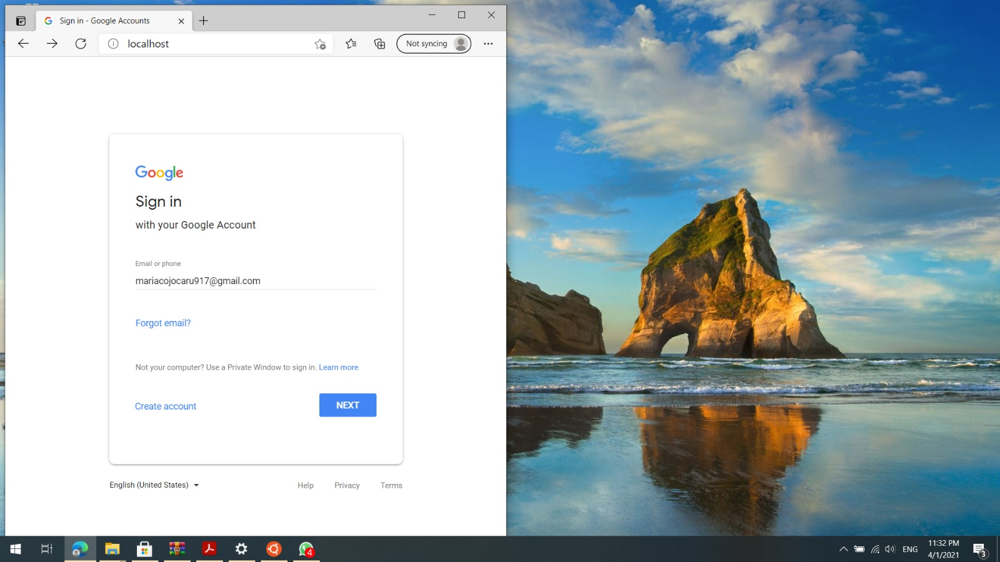 Sign in - Google Accounts
localhost
Not syncing
Google
Sign in
with your Google Account
Email or phone
mariacojocaru917@gmail.com
Forgot email?
Not your computer? Use a Private Window to sign in. Learn more
Create account
NEXT
English (United States)
Help
Privacy
Terms
4
ENG
11:32 PM
4/1/2021
3